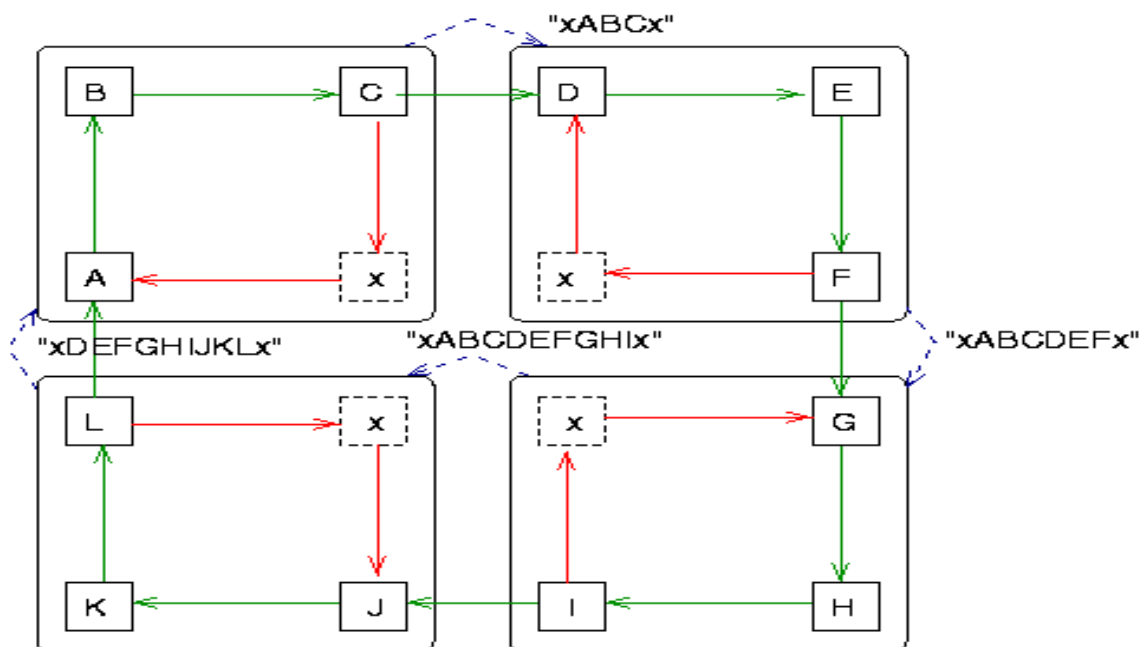 "xABCx"
B C D E
A x x F
"xDEFGHIJKLx" "xABCDEFGHIx" "xABCDEFx"
L x x G
K J I H